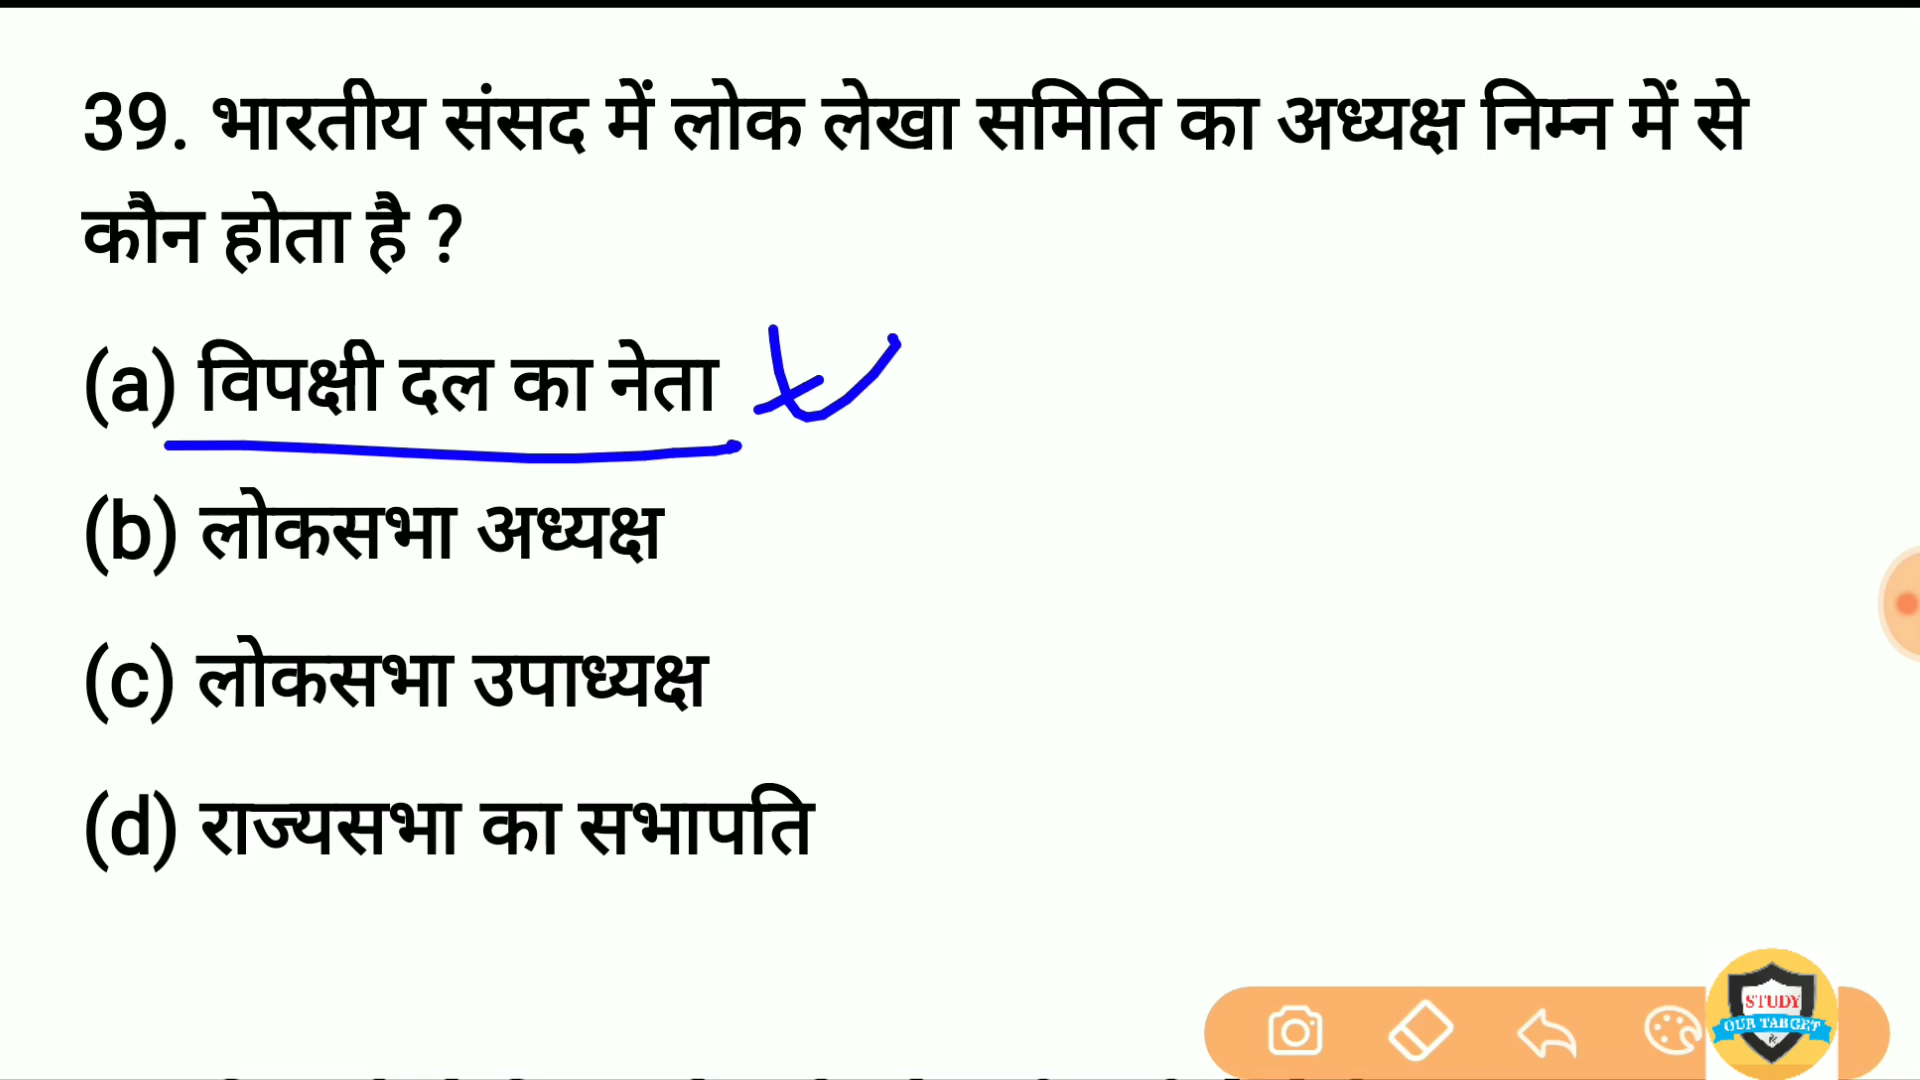 39. भारतीय संसद में लोक लेखा समिति का अध्यक्ष निम्न में से
कौन होता है ?
(a) विपक्षी दल का नेता
(b) लोकसभा अध्यक्ष
(c) लोकसभा उपाध्यक्ष
(d) राज्यसभा का सभापति
STUDY
OUR TARGET